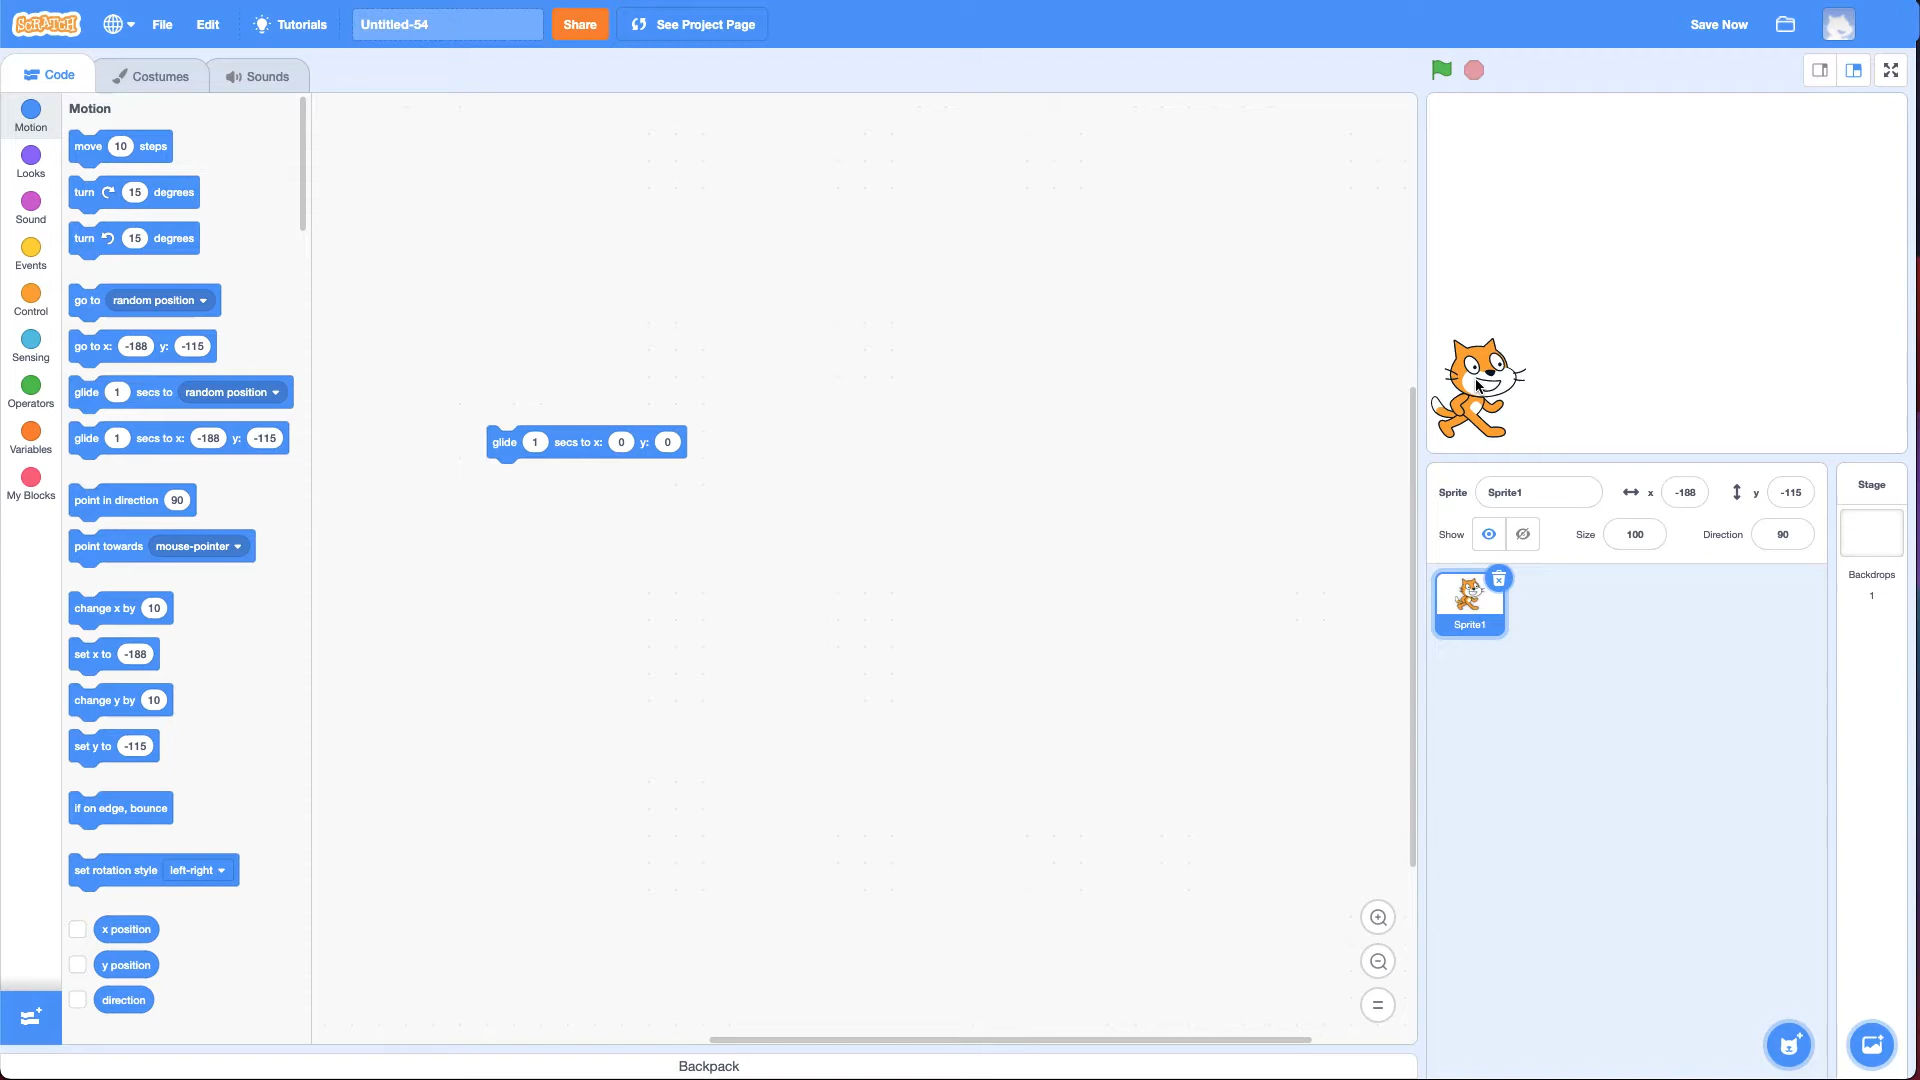 SCRATCH File Edit Tutorials Untitled-54 Share See Project Page Save Now
Code Costumes Sounds
Motion
Looks
Sound
Events
Control
Sensing
Operators
Variables
My Blocks
Motion
move 10 steps
turn 15 degrees
turn 15 degrees
go to random position
go to x: -188 y: -115
glide 1 secs to random position
glide 1 secs to x: -188 y: -115
point in direction 90
point towards mouse-pointer
change x by 10
set x to -188
change y by 10
set y to -115
if on edge, bounce
set rotation style left-right
x position
y position
direction
glide 1 secs to x: 0 y: 0
Backpack
Sprite Sprite1 x -188 y -115
Show Size 100 Direction 90
Sprite1
Stage
Backdrops
1